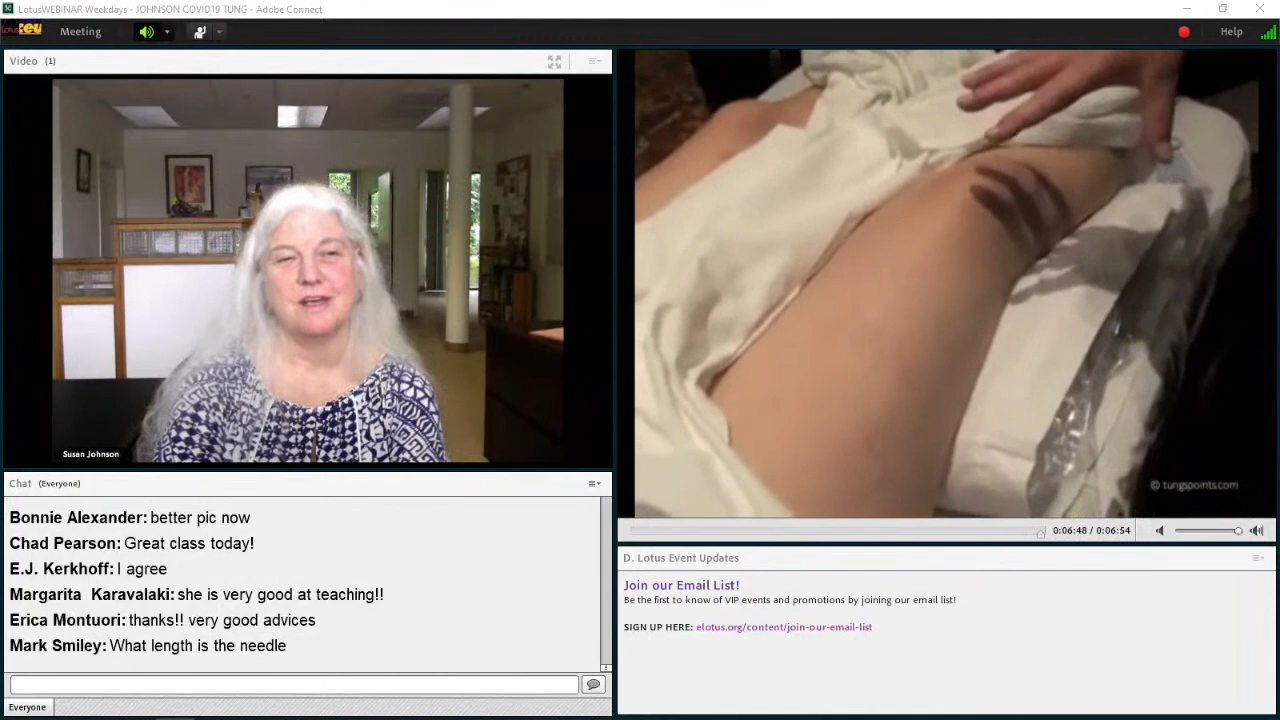 LotusWEBINAR Weekdays - JOHNSON COVID19 TUNG - Adobe Connect
Meeting
Help
Video (1)
Susan Johnson
© tungspoints.com
0:06:48 / 0:06:54
Chat (Everyone)
Bonnie Alexander: better pic now
Chad Pearson: Great class today!
E.J. Kerkhoff: I agree
Margarita Karavalaki: she is very good at teaching!!
Erica Montuori: thanks!! very good advices
Mark Smiley: What length is the needle
Everyone
D. Lotus Event Updates
Join our Email List!
Be the first to know of VIP events and promotions by joining our email list!
SIGN UP HERE: elotus.org/content/join-our-email-list